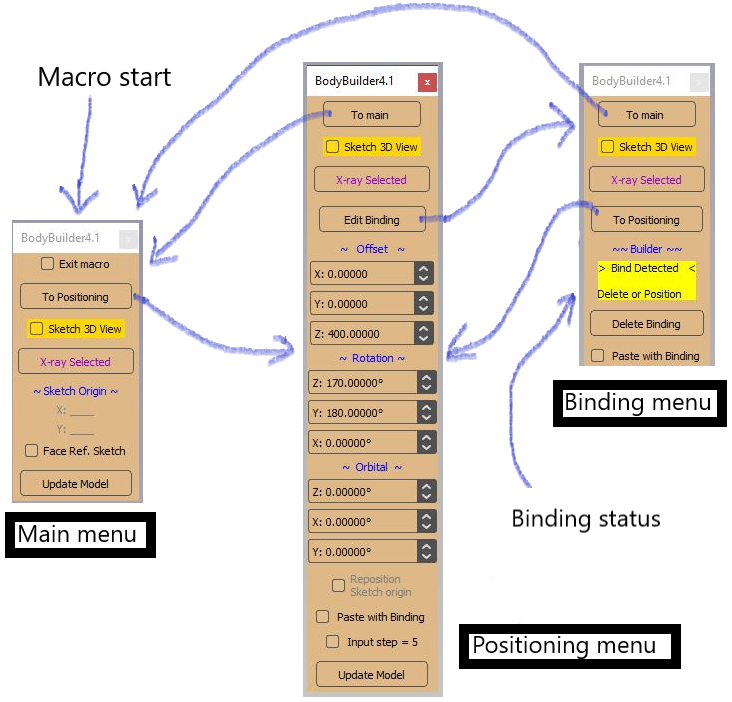 Macro start
BodyBuilder4.1
Exit macro
To Positioning
Sketch 3D View
X-ray Selected
~ Sketch Origin ~
X: ____
Y: ____
Face Ref. Sketch
Update Model
Main menu
BodyBuilder4.1 x
To main
Sketch 3D View
X-ray Selected
Edit Binding
~ Offset ~
X: 0.00000
Y: 0.00000
Z: 400.00000
~ Rotation ~
Z: 170.00000°
Y: 180.00000°
X: 0.00000°
~ Orbital ~
Z: 0.00000°
X: 0.00000°
Y: 0.00000°
Reposition
Sketch origin
Paste with Binding
Input step = 5
Update Model
Positioning menu
BodyBuilder4.1 x
To main
Sketch 3D View
X-ray Selected
To Positioning
~~ Builder ~~
> Bind Detected <
Delete or Position
Delete Binding
Paste with Binding
Binding menu
Binding status